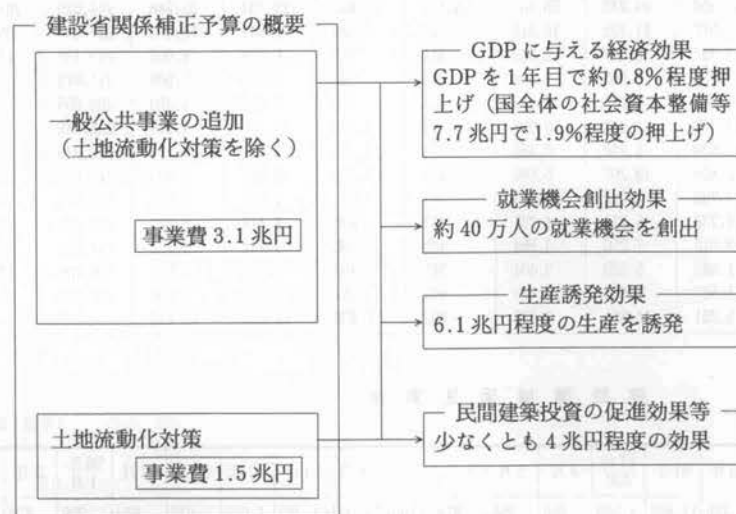 建設省関係補正予算の概要
一般公共事業の追加
(土地流動化対策を除く)
事業費 3.1 兆円
土地流動化対策
事業費 1.5 兆円
GDP に与える経済効果
GDP を1年目で約 0.8% 程度押
上げ(国全体の社会資本整備等
7.7 兆円で 1.9%程度の押上げ)
就業機会創出効果
約 40 万人の就業機会を創出
生産誘発効果
6.1 兆円程度の生産を誘発
民間建築投資の促進効果等
少なくとも 4 兆円程度の効果